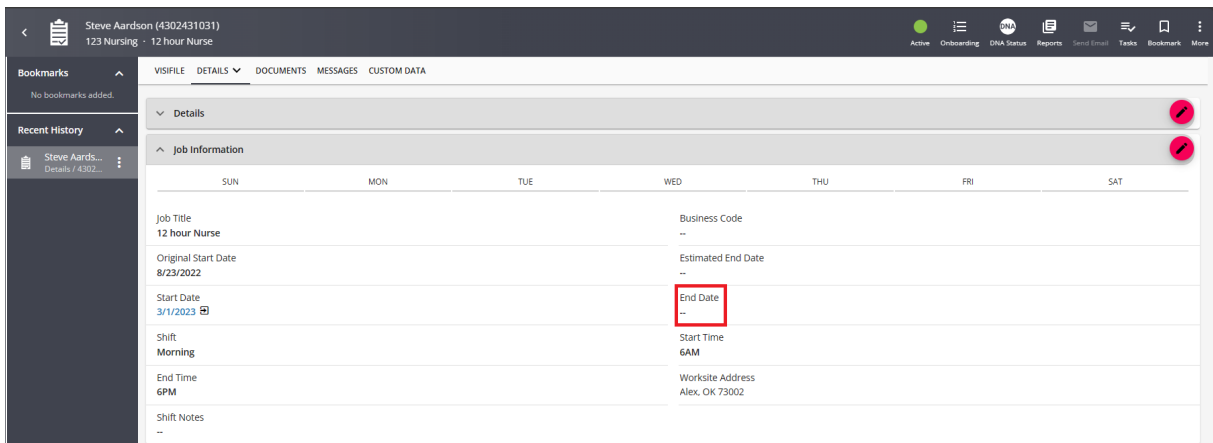 Steve Aardson (4302431031)
123 Nursing · 12 hour Nurse
Active Onboarding DNA DNA Status Reports Send Email Tasks Bookmark More
Bookmarks
No bookmarks added.
Recent History
Steve Aards...
Details / 4302...
VISIFILE DETAILS DOCUMENTS MESSAGES CUSTOM DATA
Details
Job Information
SUN MON TUE WED THU FRI SAT
Job Title Business Code
12 hour Nurse --
Original Start Date Estimated End Date
8/23/2022 --
Start Date End Date
3/1/2023 --
Shift Start Time
Morning 6AM
End Time Worksite Address
6PM Alex, OK 73002
Shift Notes
--